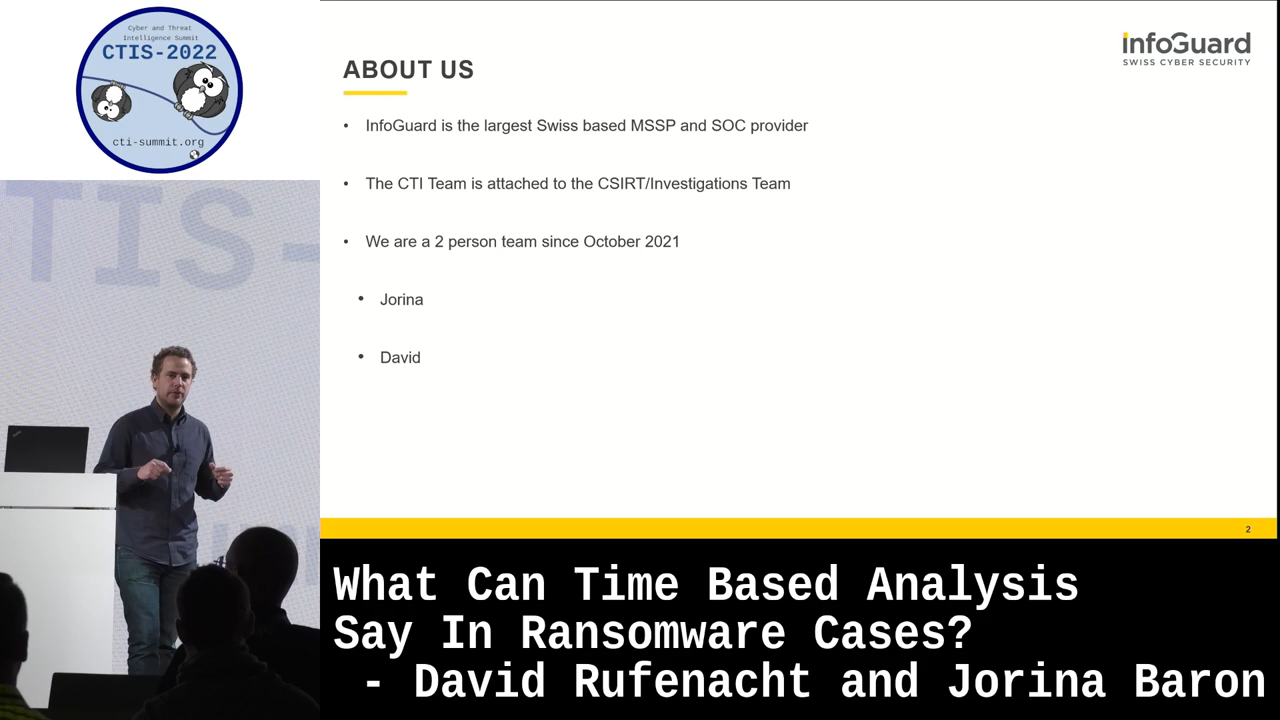 Cyber and Threat
Intelligence Summit
CTIS-2022
cti-summit.org
TIS-
infoGuard
SWISS CYBER SECURITY
ABOUT US
• InfoGuard is the largest Swiss based MSSP and SOC provider
• The CTI Team is attached to the CSIRT/Investigations Team
• We are a 2 person team since October 2021
• Jorina
• David
2
What Can Time Based Analysis
Say In Ransomware Cases?
- David Rufenacht and Jorina Baron